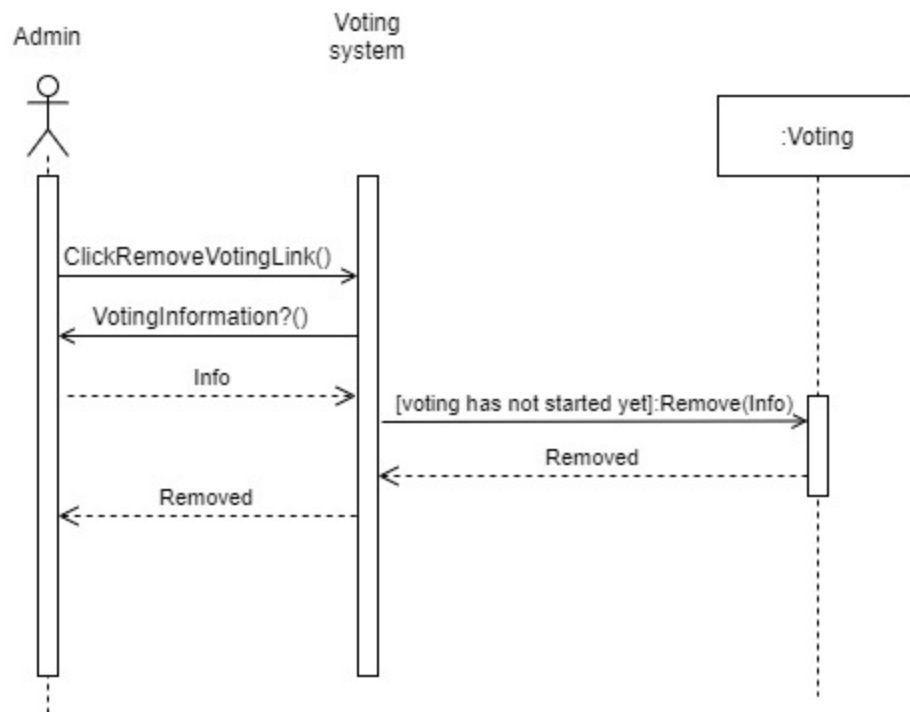 Admin
Voting
system
:Voting
ClickRemoveVotingLink()
VotingInformation?()
Info
[voting has not started yet]:Remove(Info)
Removed
Removed